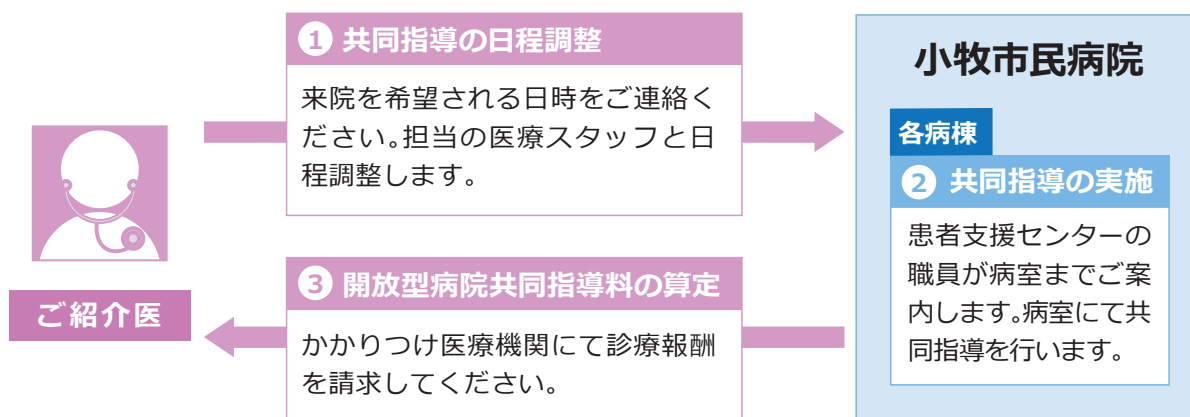 1 共同指導の日程調整
来院を希望される日時をご連絡く
ださい。担当の医療スタッフと日
程調整します。
小牧市民病院
各病棟
2 共同指導の実施
患者支援センターの
職員が病室までご案
内します。病室にて共
同指導を行います。
3 開放型病院共同指導料の算定
かかりつけ医療機関にて診療報酬
を請求してください。
ご紹介医